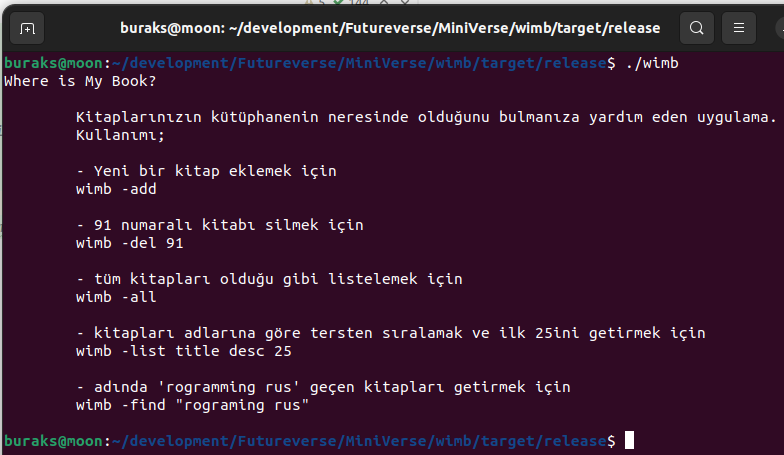 5 144
buraks@moon: ~/development/Futureverse/MiniVerse/wimb/target/release
buraks@moon:~/development/Futureverse/MiniVerse/wimb/target/release$ ./wimb
Where is My Book?
Kitaplarınızın kütüphanenin neresinde olduğunu bulmanıza yardım eden uygulama.
Kullanımı;
- Yeni bir kitap eklemek için
wimb -add
- 91 numaralı kitabı silmek için
wimb -del 91
- tüm kitapları olduğu gibi listelemek için
wimb -all
- kitapları adlarına göre tersten sıralamak ve ilk 25ini getirmek için
wimb -list title desc 25
- adında 'rogramming rus' geçen kitapları getirmek için
wimb -find "rograming rus"
buraks@moon:~/development/Futureverse/MiniVerse/wimb/target/release$